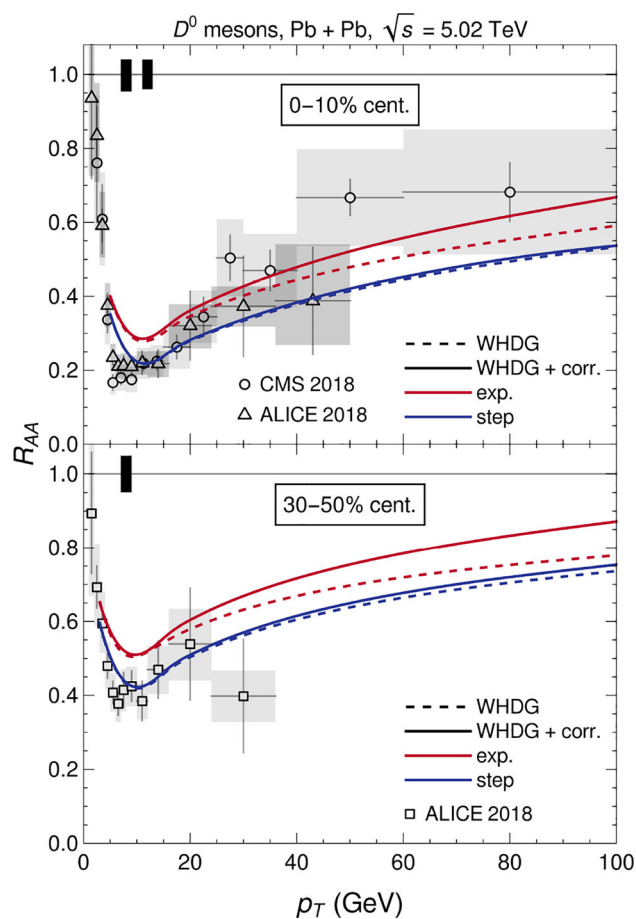 D⁰ mesons, Pb + Pb, √s = 5.02 TeV
1.0
0–10% cent.
0.8
0.6
0.4
WHDG
WHDG + corr.
0.2
CMS 2018
exp.
ALICE 2018
step
0.0
R_AA
1.0
30–50% cent.
0.8
0.6
0.4
WHDG
WHDG + corr.
exp.
0.2
step
ALICE 2018
0.0
0 20 40 60 80 100
p_T (GeV)